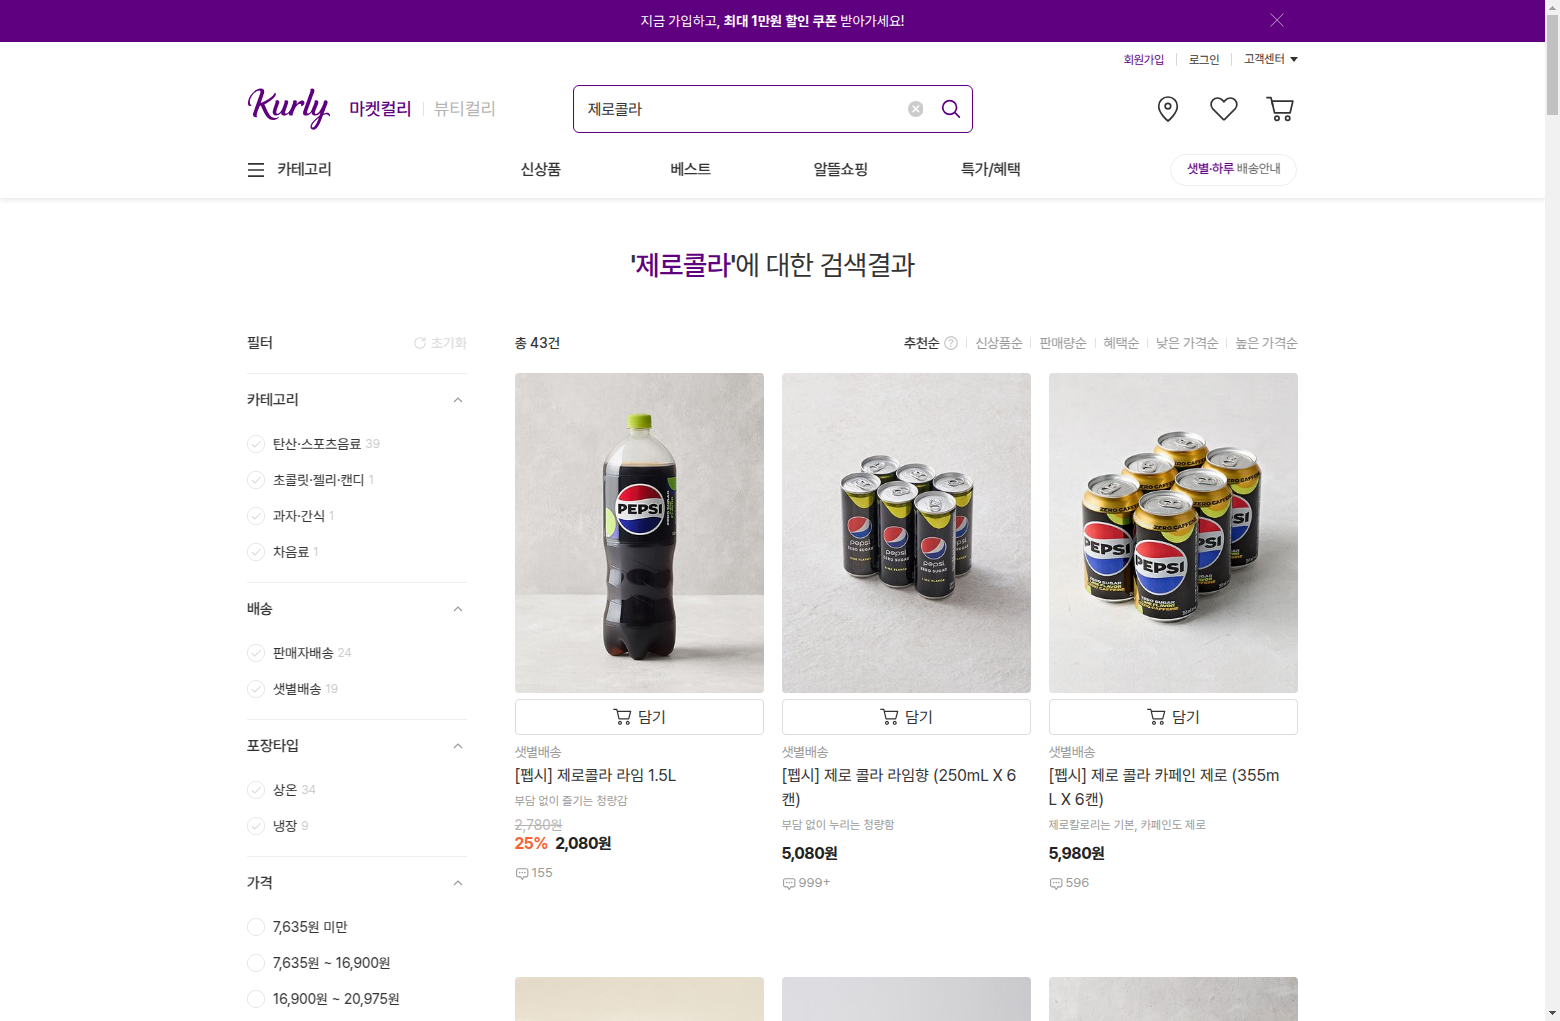 지금 가입하고, 최대 1만원 할인 쿠폰 받아가세요!
회원가입 로그인 고객센터
Kurly 마켓컬리 뷰티컬리
제로콜라
카테고리 신상품 베스트 알뜰쇼핑 특가/혜택 샛별·하루 배송안내
'제로콜라'에 대한 검색결과
필터 초기화
카테고리
탄산·스포츠음료 39
초콜릿·젤리·캔디 1
과자·간식 1
차음료 1
배송
판매자배송 24
샛별배송 19
포장타입
상온 34
냉장 9
가격
7,635원 미만
7,635원 ~ 16,900원
16,900원 ~ 20,975원
총 43건 추천순 ? 신상품순 판매량순 혜택순 낮은 가격순 높은 가격순
PEPSI
담기
샛별배송
[펩시] 제로콜라 라임 1.5L
부담 없이 즐기는 청량감
2,780원
25% 2,080원
155
pepsi
ZERO SUGAR
pepsi
ZERO SUGAR
pepsi
ZERO SUGAR
담기
샛별배송
[펩시] 제로 콜라 라임향 (250mL X 6
캔)
부담 없이 누리는 청량함
5,080원
999+
ZERO CAFFEINE
PEPSI
PEPSI
ZERO SUGAR
담기
샛별배송
[펩시] 제로 콜라 카페인 제로 (355m
L X 6캔)
제로칼로리는 기본, 카페인도 제로
5,980원
596